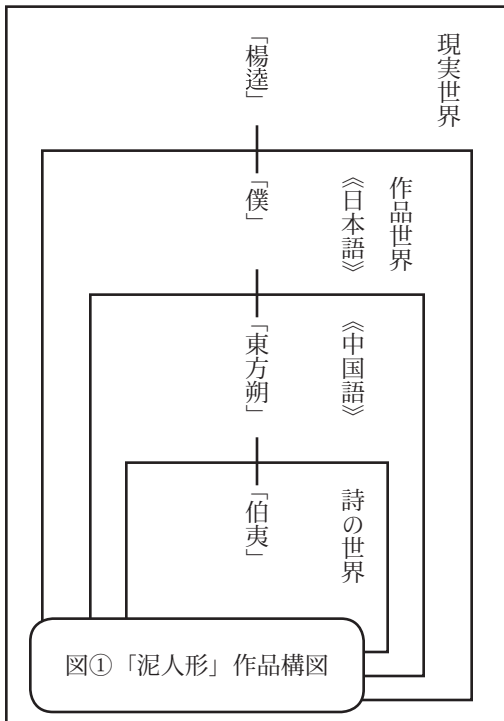 現実世界
「楊逵」
作品世界
《日本語》
「僕」
《中国語》
「東方朔」
詩の世界
「伯夷」
図①「泥人形」作品構図